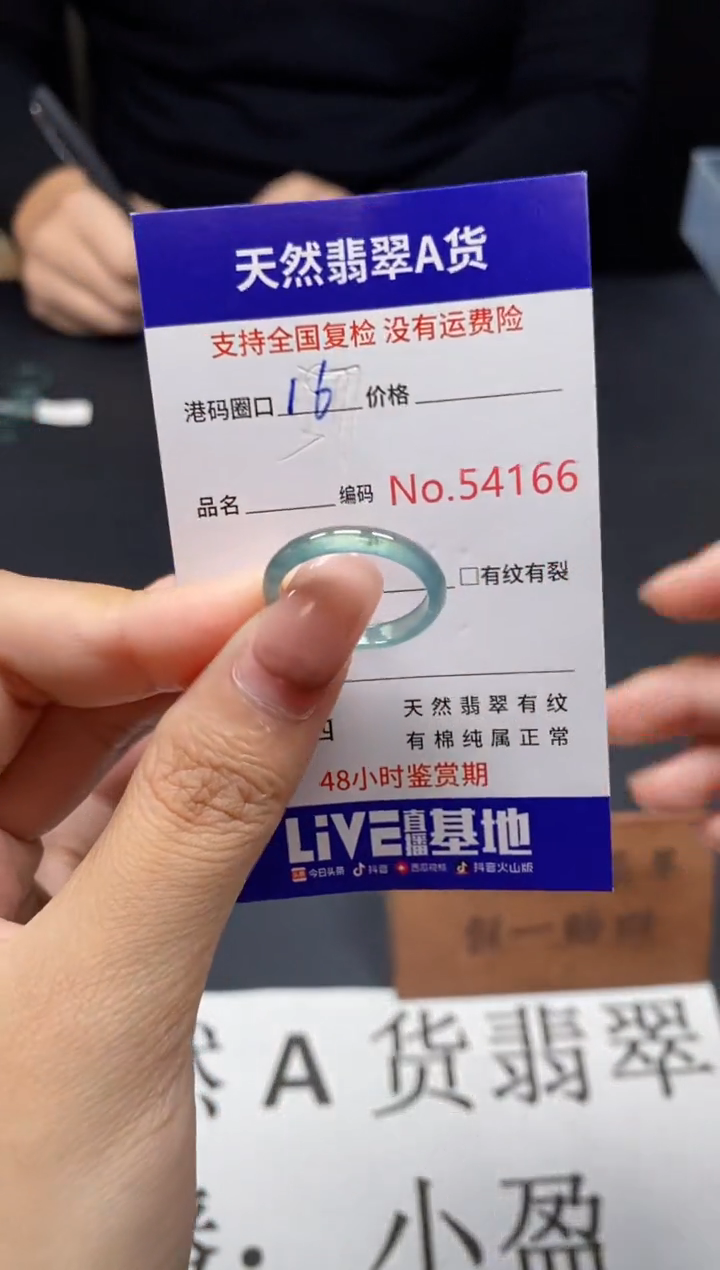 天然翡翠A货
支持全国复检 没有运费险
港码圈口 16 价格
品名 编码 No.54166
□有纹有裂
天然翡翠有纹
有棉纯属正常
48小时鉴赏期
LiVE直播基地
今日头条 抖音 西瓜视频 抖音火山版
假一赔
A货翡翠
小盈